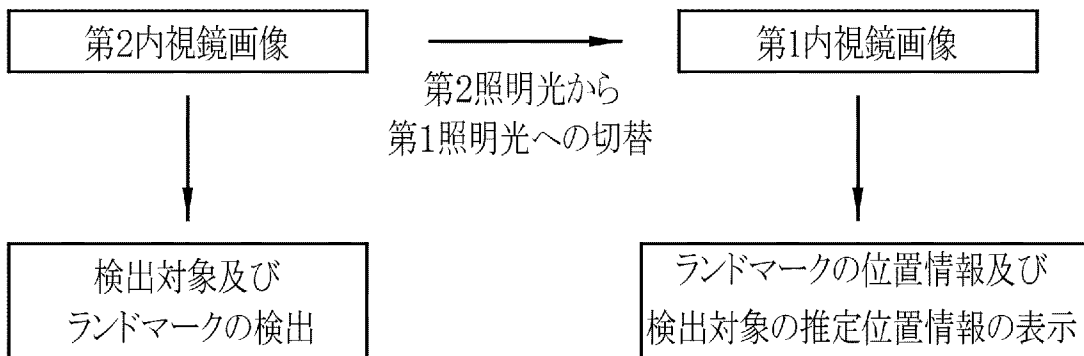 第2内視鏡画像
第1内視鏡画像
第2照明光から
第1照明光への切替
検出対象及び
ランドマークの検出
ランドマークの位置情報及び
検出対象の推定位置情報の表示